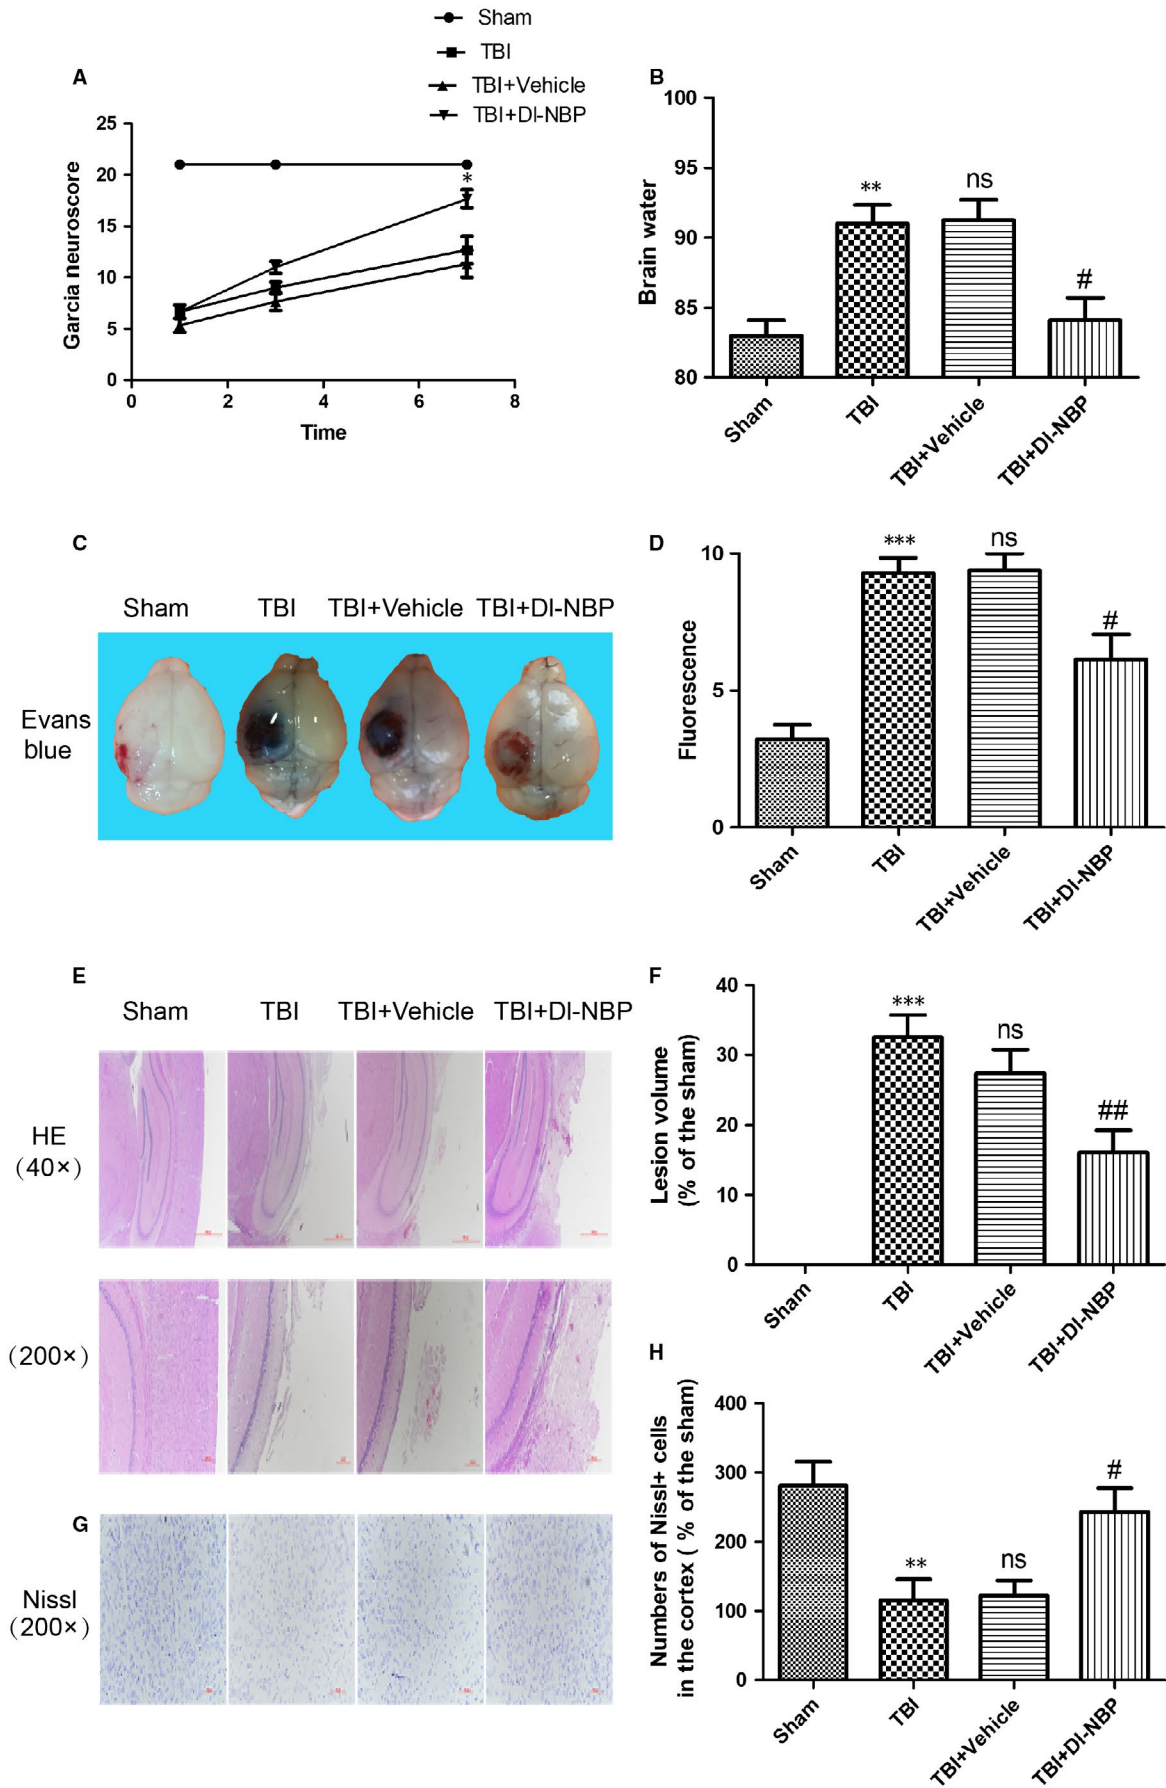 Sham
TBI
TBI+Vehicle
TBI+Dl-NBP
A
25
20
15
10
5
0
Garcia neuroscore
*
0 2 4 6 8
Time
B
100
95
90
85
80
Brain water
**
ns
#
Sham
TBI
TBI+Vehicle
TBI+Dl-NBP
C
Sham TBI TBI+Vehicle TBI+Dl-NBP
Evans
blue
D
10
5
0
Fluorescence
***
ns
#
Sham
TBI
TBI+Vehicle
TBI+Dl-NBP
E
Sham TBI TBI+Vehicle TBI+Dl-NBP
HE
(40×)
(200×)
F
40
30
20
10
0
Lesion volume
(% of the sham)
***
ns
##
Sham
TBI
TBI+Vehicle
TBI+Dl-NBP
G
Nissl
(200×)
H
400
300
200
100
0
Numbers of Nissl+ cells
in the cortex ( % of the sham)
**
ns
#
Sham
TBI
TBI+Vehicle
TBI+Dl-NBP